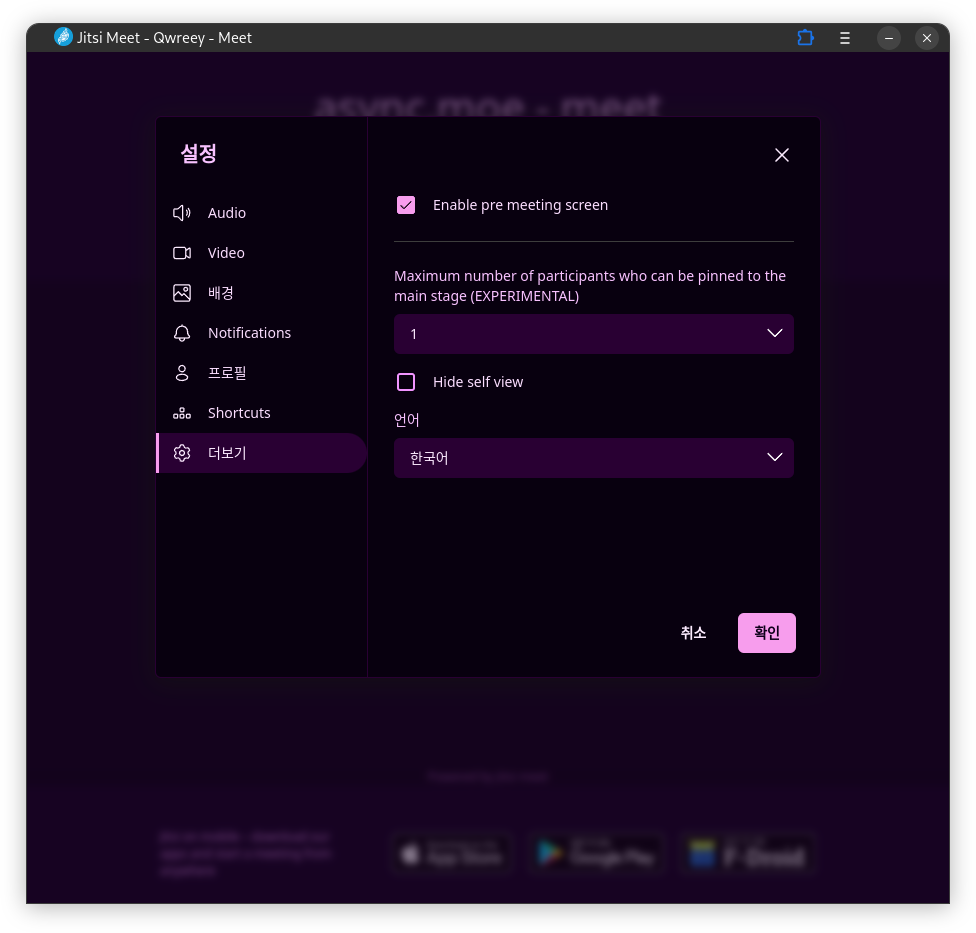 Jitsi Meet - Qwreey - Meet
async.moe - meet
설정
Audio
Video
배경
Notifications
프로필
Shortcuts
더보기
Enable pre meeting screen
Maximum number of participants who can be pinned to the
main stage (EXPERIMENTAL)
1
Hide self view
언어
한국어
취소
확인
App Store
Google Play
F-Droid